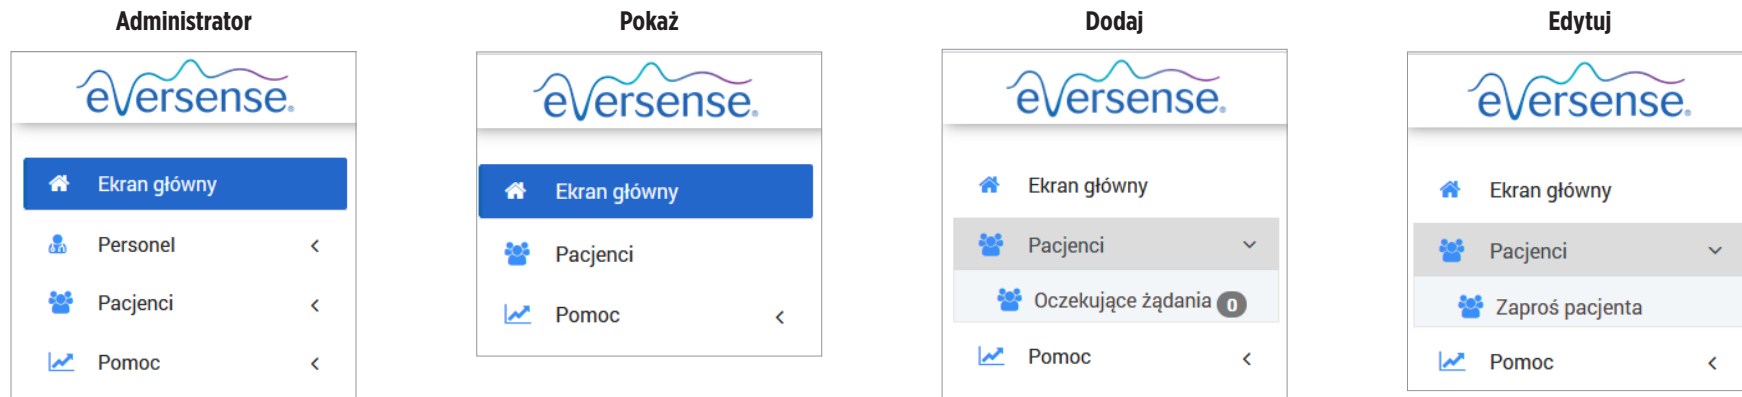 Administrator
eversense®
Ekran główny
Personel
Pacjenci
Pomoc
Pokaż
eversense®
Ekran główny
Pacjenci
Pomoc
Dodaj
eversense®
Ekran główny
Pacjenci
Oczekujące żądania 0
Pomoc
Edytuj
eversense®
Ekran główny
Pacjenci
Zaproś pacjenta
Pomoc